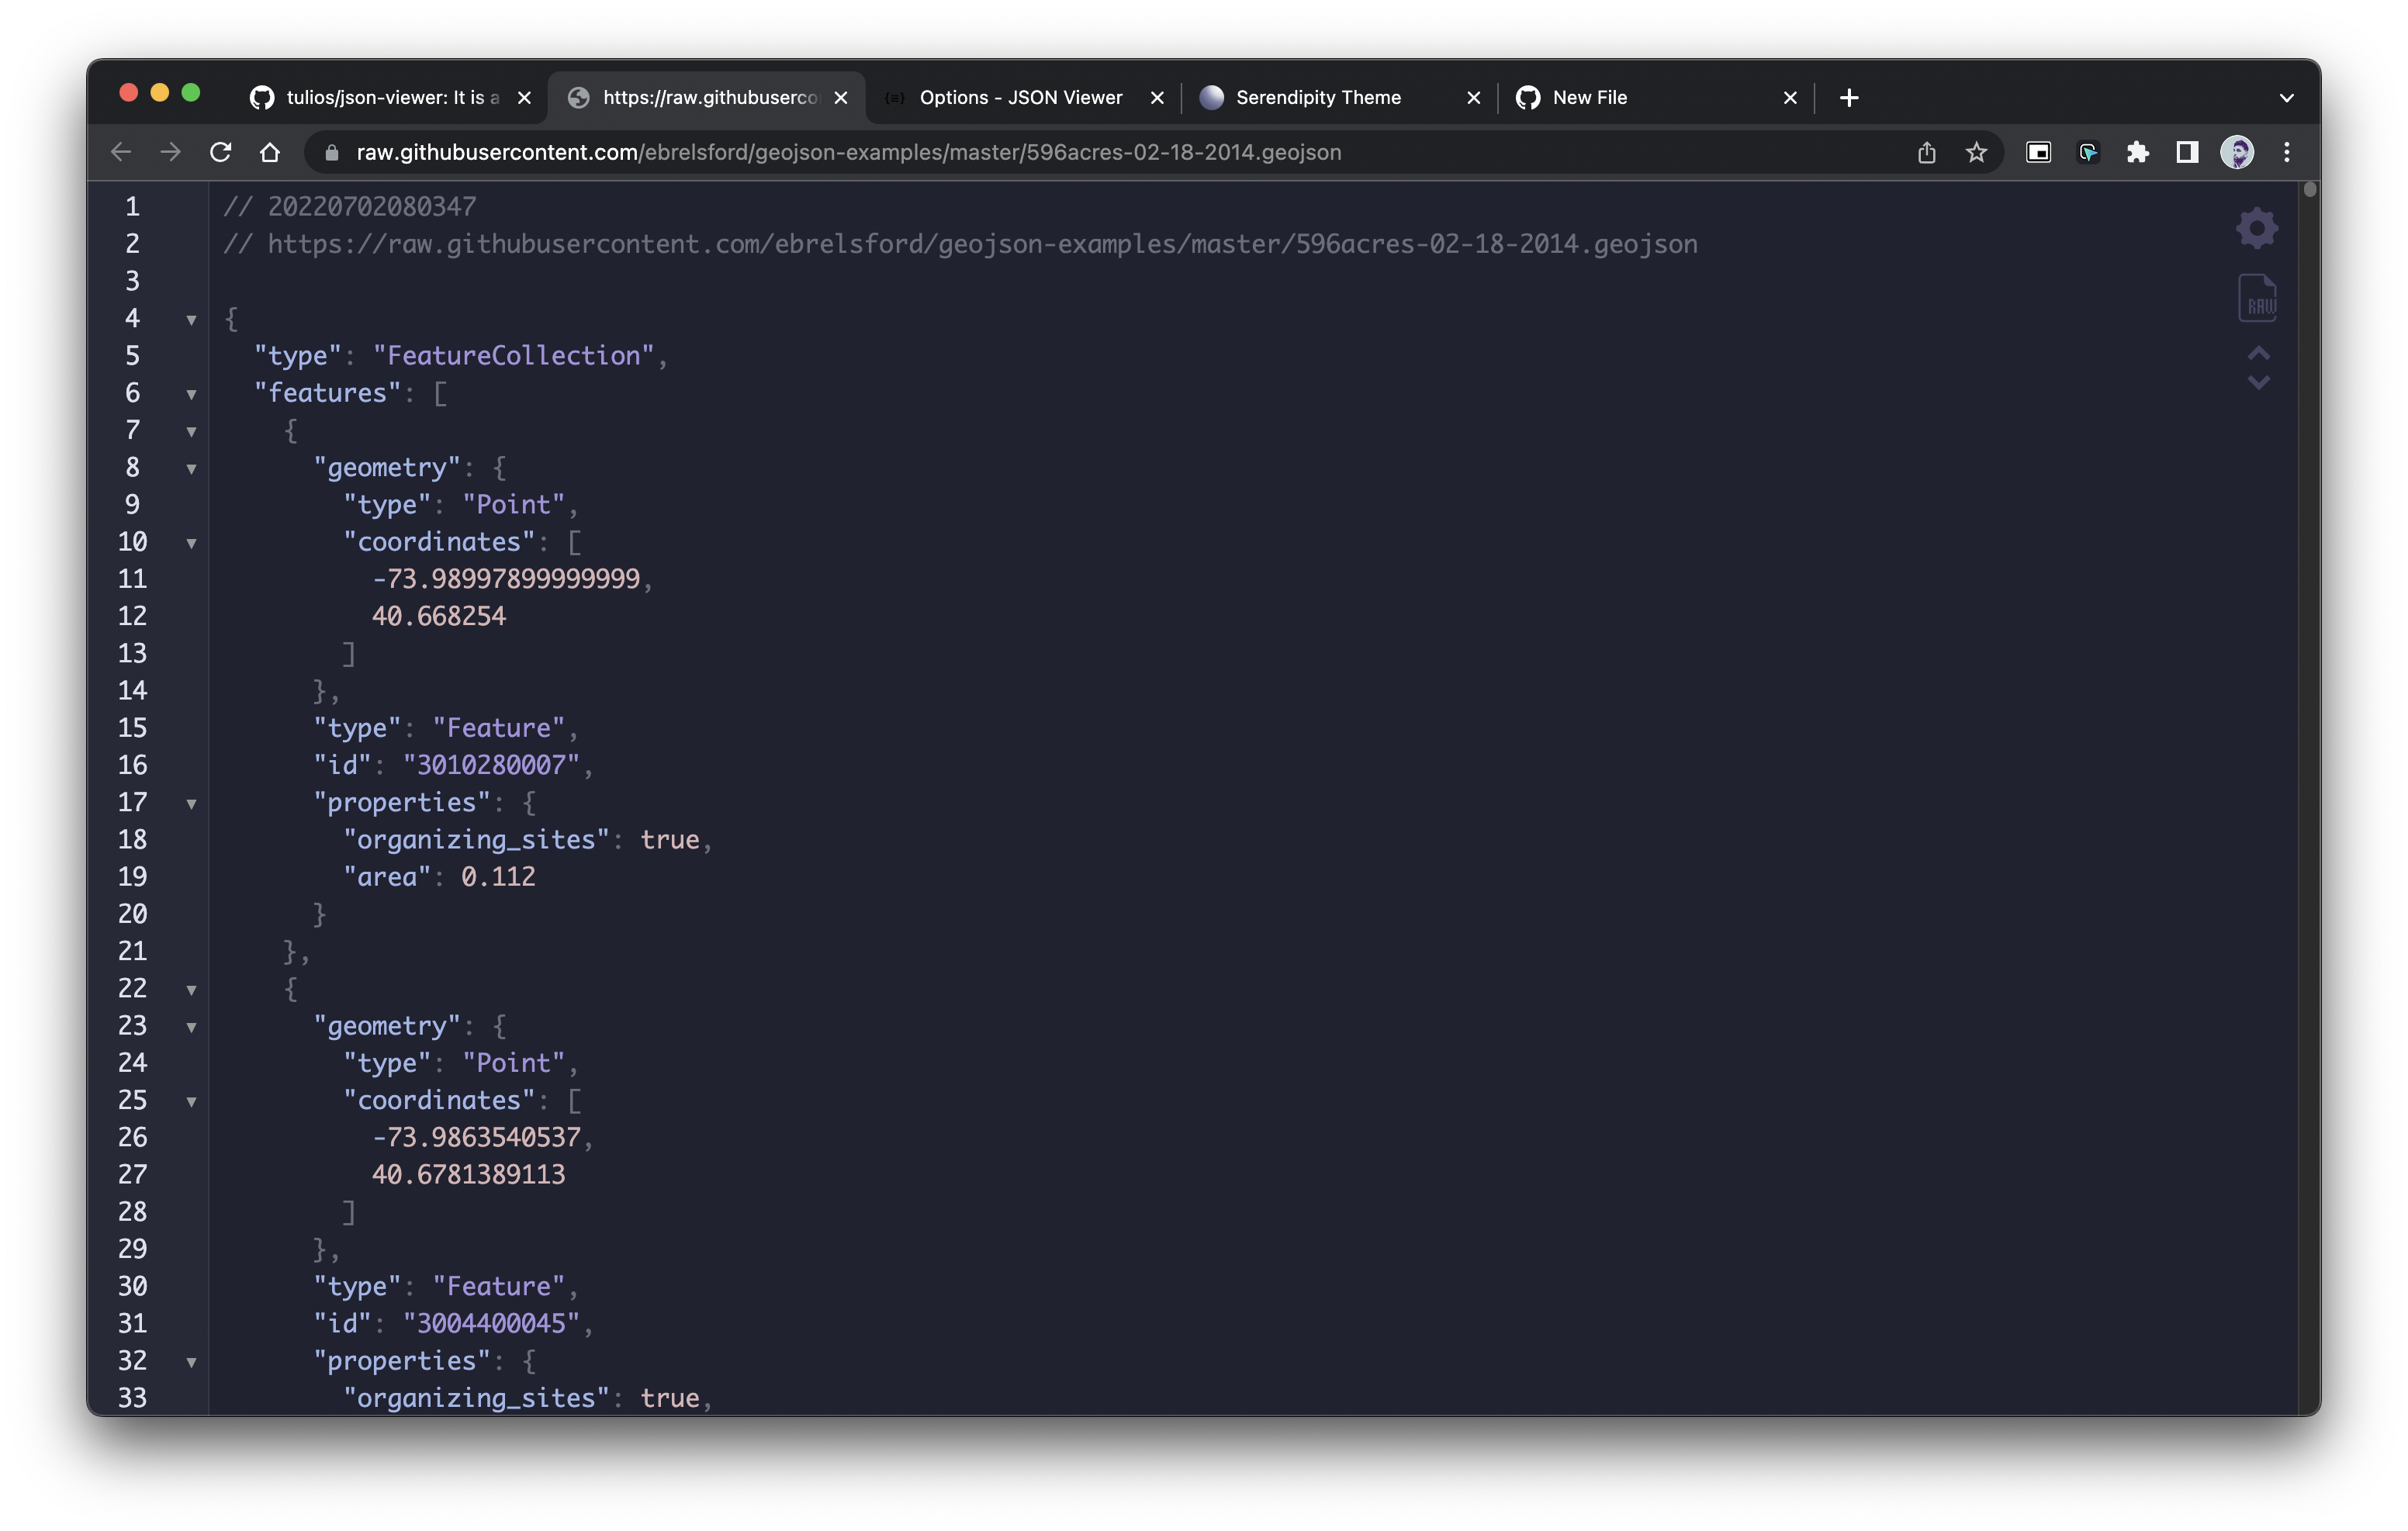 tulios/json-viewer: It is a
https://raw.githubuserco
Options - JSON Viewer
Serendipity Theme
New File
raw.githubusercontent.com/ebrelsford/geojson-examples/master/596acres-02-18-2014.geojson
1 // 20220702080347
2 // https://raw.githubusercontent.com/ebrelsford/geojson-examples/master/596acres-02-18-2014.geojson
3
4 {
5 "type": "FeatureCollection",
6 "features": [
7 {
8 "geometry": {
9 "type": "Point",
10 "coordinates": [
11 -73.98997899999999,
12 40.668254
13 ]
14 },
15 "type": "Feature",
16 "id": "3010280007",
17 "properties": {
18 "organizing_sites": true,
19 "area": 0.112
20 }
21 },
22 {
23 "geometry": {
24 "type": "Point",
25 "coordinates": [
26 -73.9863540537,
27 40.6781389113
28 ]
29 },
30 "type": "Feature",
31 "id": "3004400045",
32 "properties": {
33 "organizing_sites": true,
RAW